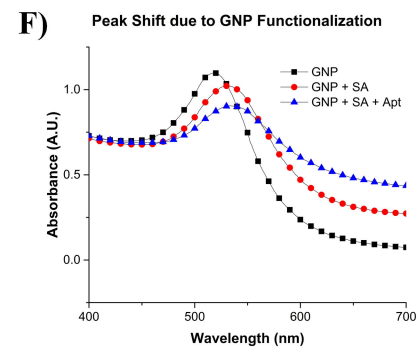 F)
Peak Shift due to GNP Functionalization
GNP
GNP + SA
GNP + SA + Apt
Absorbance (A.U.)
1.0
0.5
0.0
400
500
600
700
Wavelength (nm)